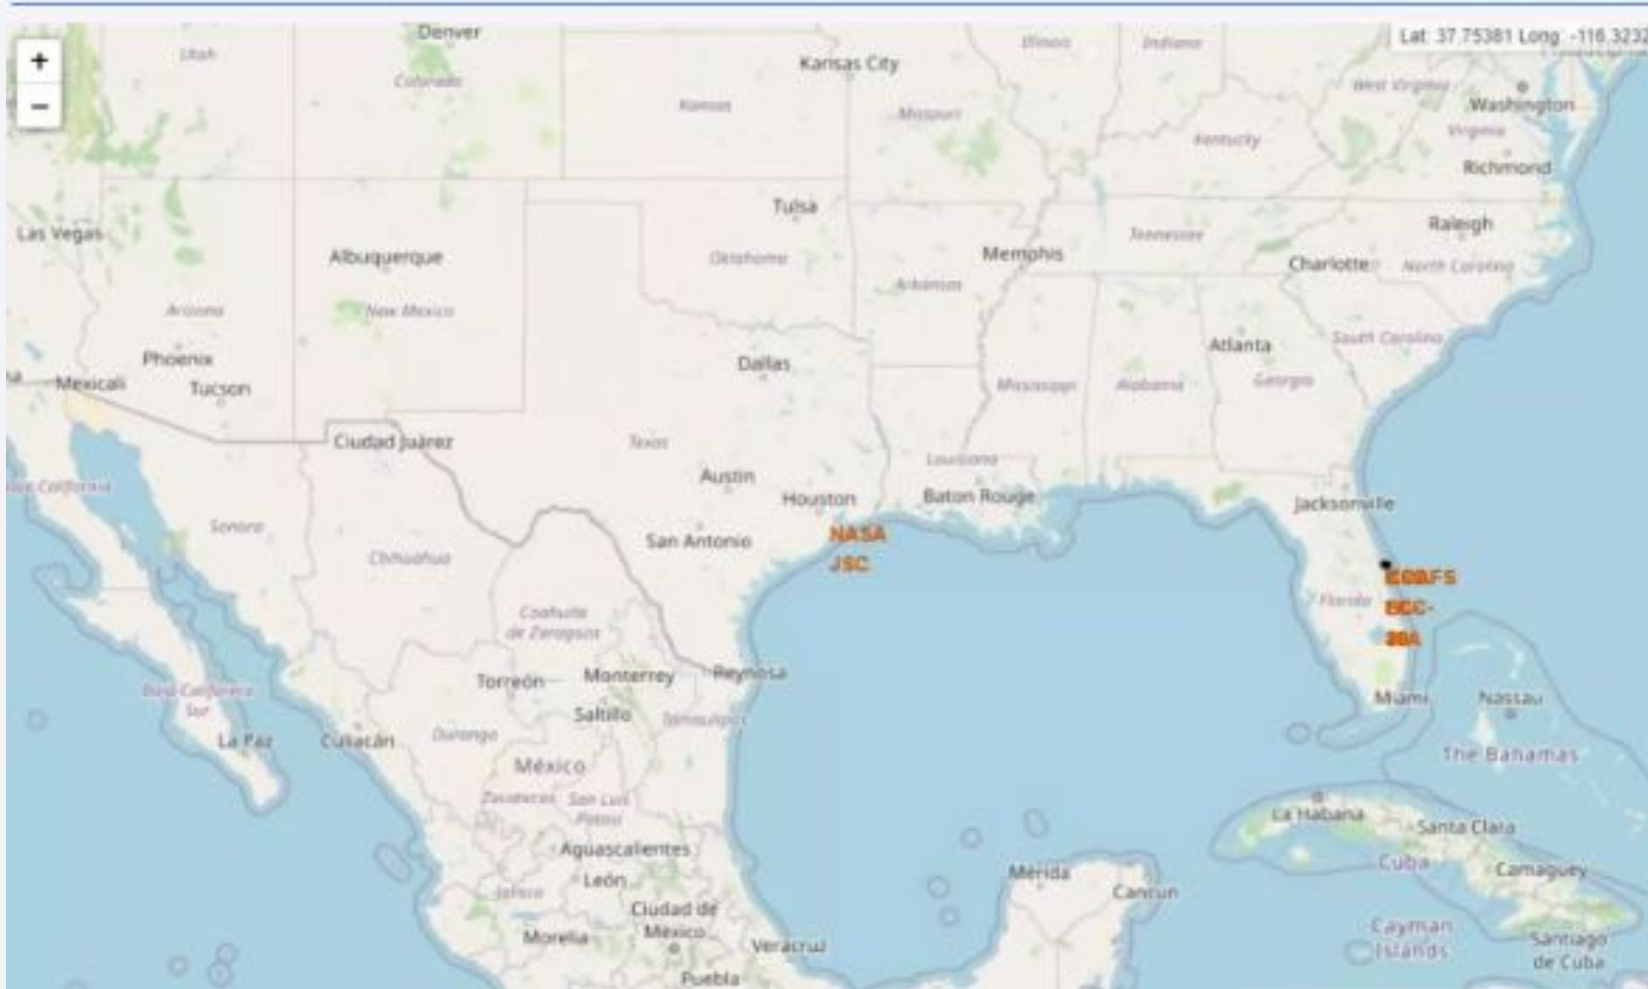 +
−
Lat: 37.75381 Long: -116.3232
Denver
Utah
Colorado
Kansas City
Kansas
Missouri
Illinois
Indiana
West Virginia
Washington
Kentucky
Virginia
Richmond
Las Vegas
Tulsa
Albuquerque
Oklahoma
Memphis
Tennessee
Raleigh
Charlotte
North Carolina
Arkansas
Arizona
New Mexico
Phoenix
Dallas
Atlanta
South Carolina
Mexicali
Tucson
Mississippi
Alabama
Georgia
Ciudad Juárez
Texas
Louisiana
Austin
Houston
Baton Rouge
Jacksonville
Sonora
San Antonio
NASA
JSC
Chihuahua
Florida
Coahuila
de Zaragoza
Torreón
Monterrey
Reynosa
Baja California
Sur
Saltillo
Tamaulipas
Miami
Nassau
La Paz
Culiacán
Durango
México
The Bahamas
Zacatecas
San Luis
Potosí
La Habana
Santa Clara
Aguascalientes
Cuba
Camagüey
León
Jalisco
Mérida
Cancún
Ciudad de
México
Morelia
Veracruz
Cayman
Islands
Santiago
de Cuba
Puebla